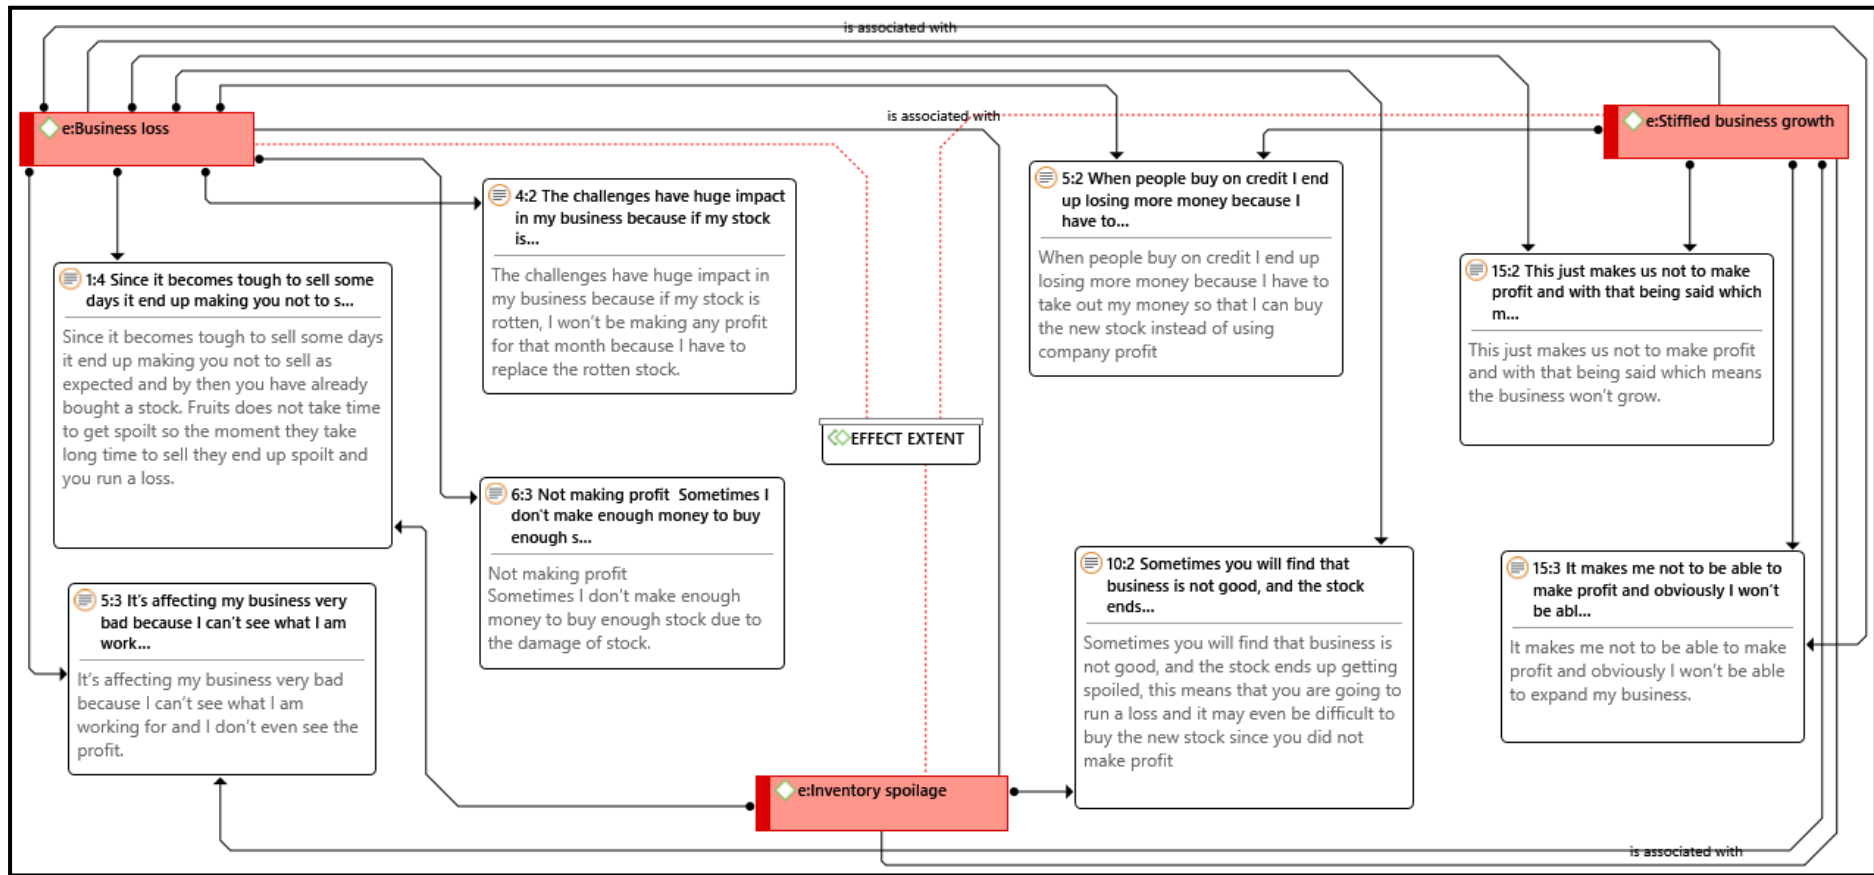 is associated with
is associated with
e:Business loss
e:Stiffled business growth
4:2 The challenges have huge impact
in my business because if my stock
is...
The challenges have huge impact in
my business because if my stock is
rotten, I won't be making any profit
for that month because I have to
replace the rotten stock.
5:2 When people buy on credit I end
up losing more money because I
have to...
When people buy on credit I end up
losing more money because I have to
take out my money so that I can buy
the new stock instead of using
company profit
1:4 Since it becomes tough to sell some
days it end up making you not to s...
Since it becomes tough to sell some days
it end up making you not to sell as
expected and by then you have already
bought a stock. Fruits does not take time
to get spoilt so the moment they take
long time to sell they end up spoilt and
you run a loss.
15:2 This just makes us not to make
profit and with that being said which
m...
This just makes us not to make profit
and with that being said which means
the business won't grow.
EFFECT EXTENT
6:3 Not making profit  Sometimes I
don't make enough money to buy
enough s...
Not making profit
Sometimes I don't make enough
money to buy enough stock due to
the damage of stock.
10:2 Sometimes you will find that
business is not good, and the stock
ends...
Sometimes you will find that business is
not good, and the stock ends up getting
spoiled, this means that you are going to
run a loss and it may even be difficult to
buy the new stock since you did not
make profit
15:3 It makes me not to be able to
make profit and obviously I won't
be abl...
It makes me not to be able to make
profit and obviously I won't be able
to expand my business.
5:3 It's affecting my business very
bad because I can't see what I am
work...
It's affecting my business very bad
because I can't see what I am
working for and I don't even see the
profit.
e:Inventory spoilage
is associated with